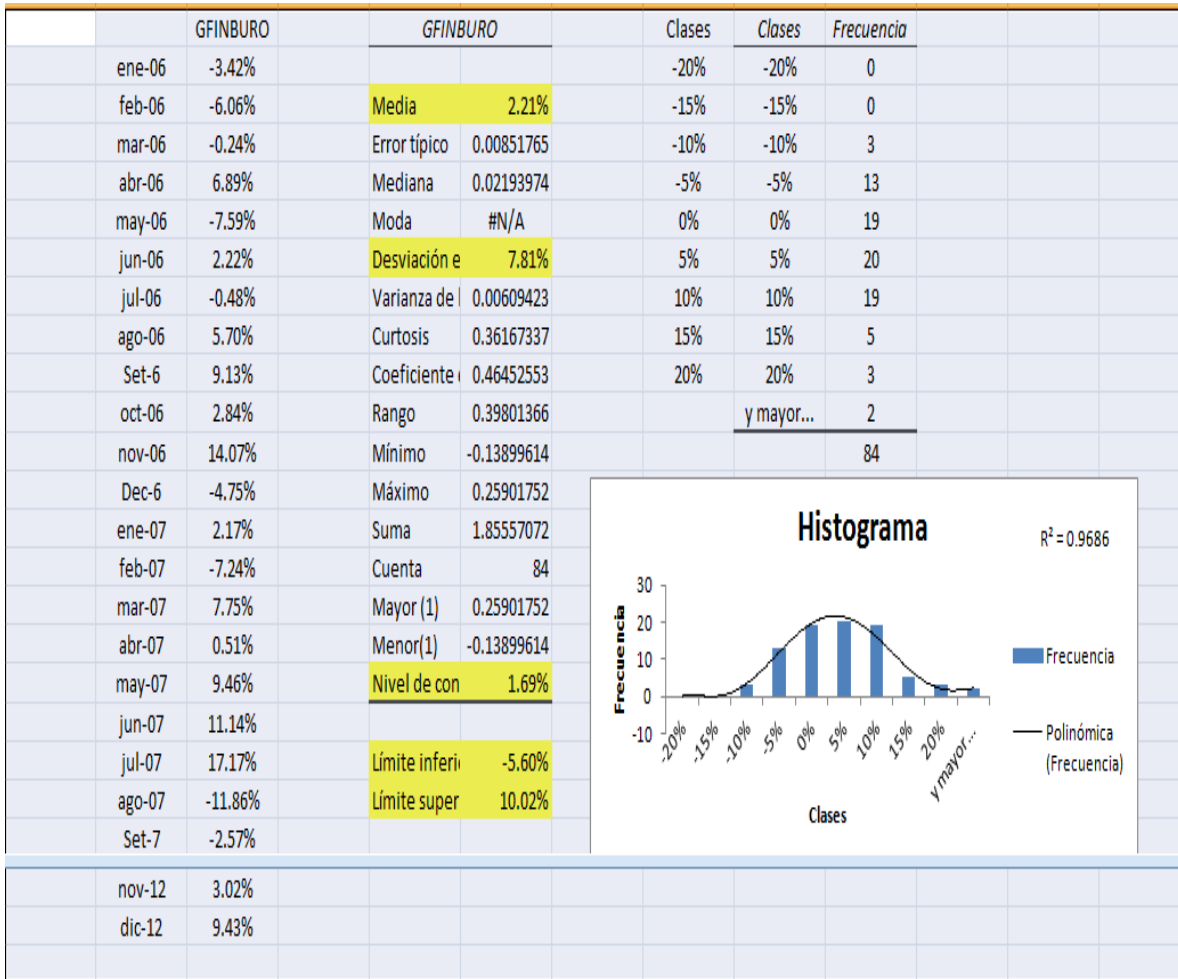 GFINBURO GFINBURO Clases Clases Frecuencia
ene-06 -3.42% -20% -20% 0
feb-06 -6.06% Media 2.21% -15% -15% 0
mar-06 -0.24% Error típico 0.00851765 -10% -10% 3
abr-06 6.89% Mediana 0.02193974 -5% -5% 13
may-06 -7.59% Moda #N/A 0% 0% 19
jun-06 2.22% Desviación e 7.81% 5% 5% 20
jul-06 -0.48% Varianza de 0.00609423 10% 10% 19
ago-06 5.70% Curtosis 0.36167337 15% 15% 5
Set-6 9.13% Coeficiente 0.46452553 20% 20% 3
oct-06 2.84% Rango 0.39801366 y mayor... 2
nov-06 14.07% Mínimo -0.13899614 84
Dec-6 -4.75% Máximo 0.25901752
ene-07 2.17% Suma 1.85557072
feb-07 -7.24% Cuenta 84
mar-07 7.75% Mayor (1) 0.25901752
abr-07 0.51% Menor(1) -0.13899614
may-07 9.46% Nivel de con 1.69%
jun-07 11.14%
jul-07 17.17% Límite inferi -5.60%
ago-07 -11.86% Límite super 10.02%
Set-7 -2.57%
Histograma
R² = 0.9686
Frecuencia
30
20
10
0
-10
-20% -15% -10% -5% 0% 5% 10% 15% 20% y mayor...
Clases
Frecuencia
Polinómica
(Frecuencia)
nov-12 3.02%
dic-12 9.43%